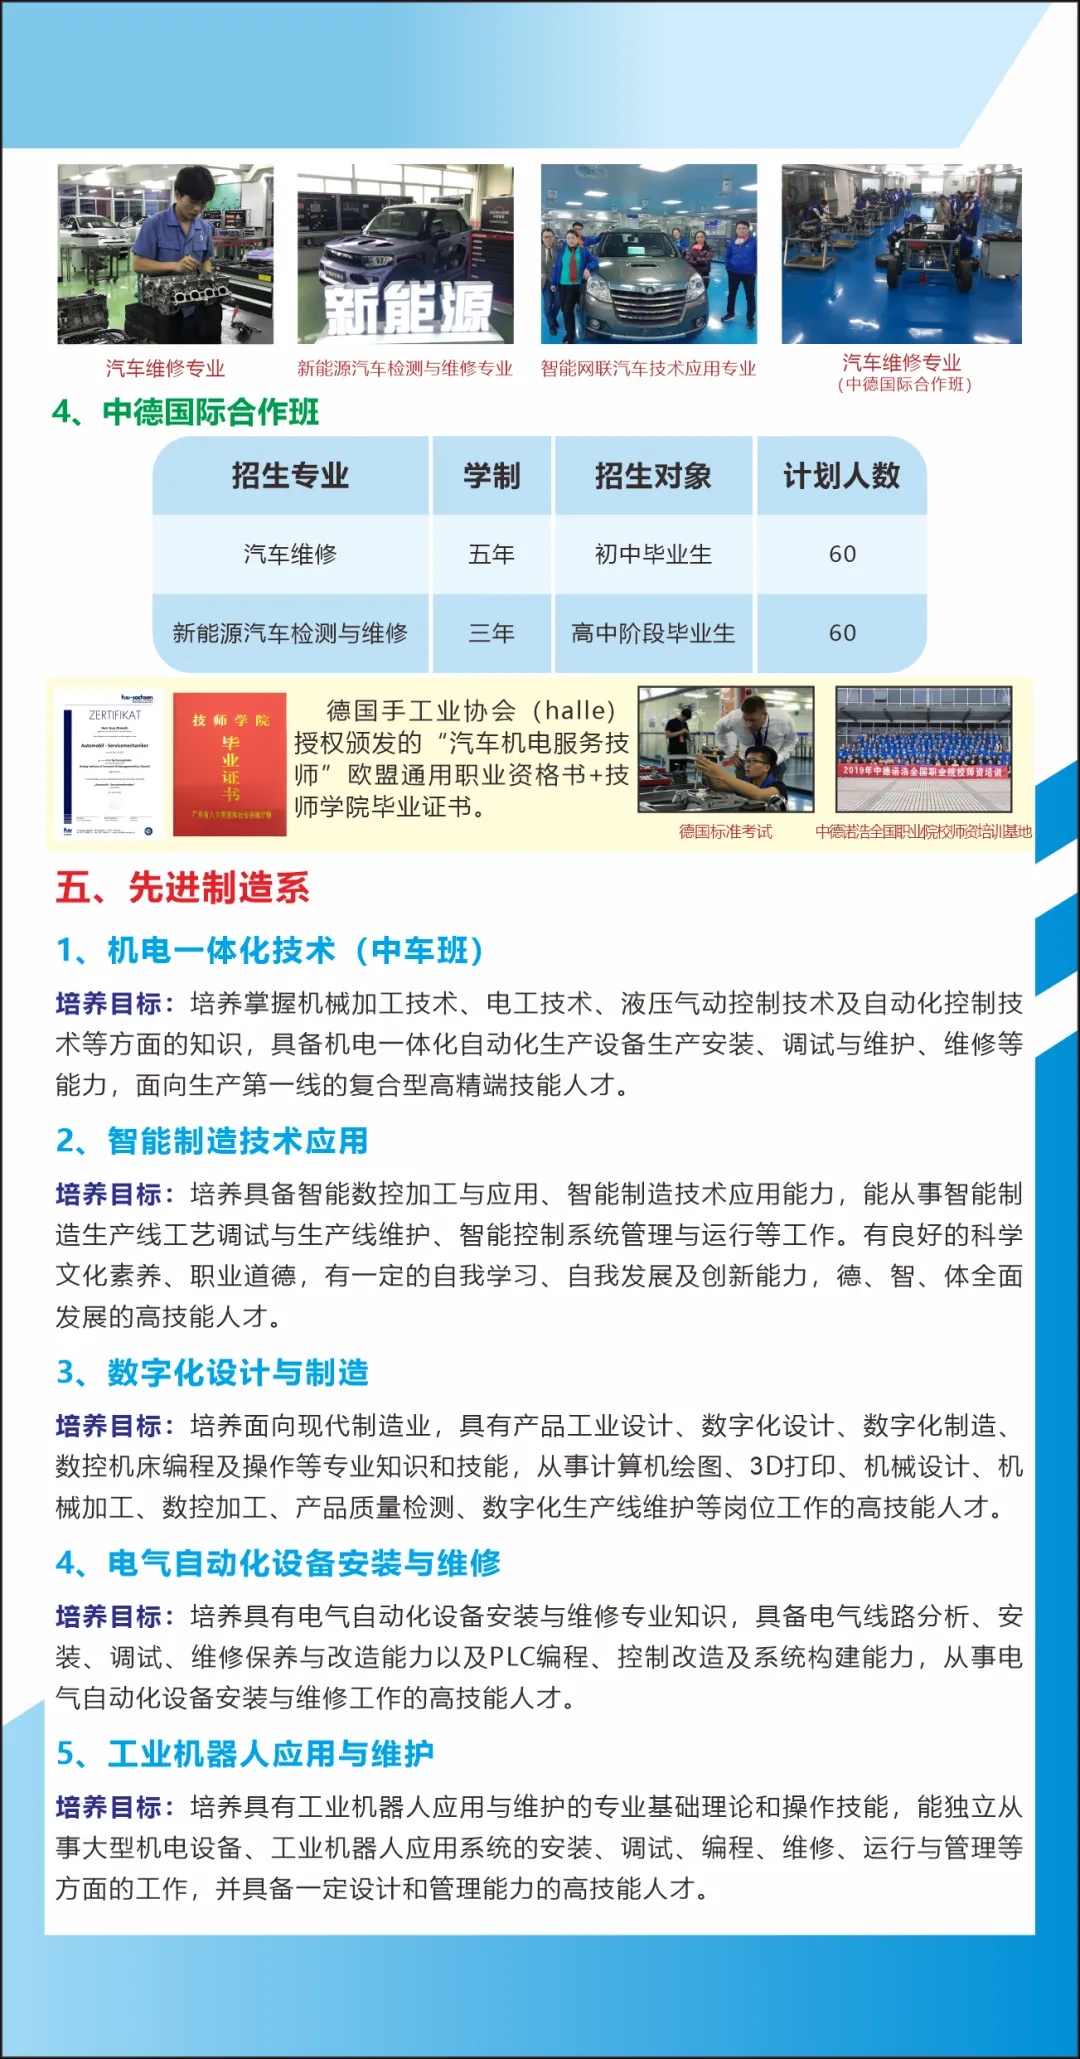 新能源
汽车维修专业
新能源汽车检测与维修专业
智能网联汽车技术应用专业
汽车维修专业
(中德国际合作班)
4、中德国际合作班
招生专业 学制 招生对象 计划人数
汽车维修 五年 初中毕业生 60
新能源汽车检测与维修 三年 高中阶段毕业生 60
fuu-sachsen
ZERTIFIKAT
Automobil - Servicemechaniker
技师学院
毕业证书
广东省人力资源和社会保障厅制
德国手工业协会（halle）
授权颁发的“汽车机电服务技
师”欧盟通用职业资格书+技
师学院毕业证书。
2019年中德诺浩全国职业院校师资培训
德国标准考试
中德诺浩全国职业院校师资培训基地
五、先进制造系
1、机电一体化技术（中车班）
培养目标：培养掌握机械加工技术、电工技术、液压气动控制技术及自动化控制技
术等方面的知识，具备机电一体化自动化生产设备生产安装、调试与维护、维修等
能力，面向生产第一线的复合型高精端技能人才。
2、智能制造技术应用
培养目标：培养具备智能数控加工与应用、智能制造技术应用能力，能从事智能制
造生产线工艺调试与生产线维护、智能控制系统管理与运行等工作。有良好的科学
文化素养、职业道德，有一定的自我学习、自我发展及创新能力，德、智、体全面
发展的高技能人才。
3、数字化设计与制造
培养目标：培养面向现代制造业，具有产品工业设计、数字化设计、数字化制造、
数控机床编程及操作等专业知识和技能，从事计算机绘图、3D打印、机械设计、机
械加工、数控加工、产品质量检测、数字化生产线维护等岗位工作的高技能人才。
4、电气自动化设备安装与维修
培养目标：培养具有电气自动化设备安装与维修专业知识，具备电气线路分析、安
装、调试、维修保养与改造能力以及PLC编程、控制改造及系统构建能力，从事电
气自动化设备安装与维修工作的高技能人才。
5、工业机器人应用与维护
培养目标：培养具有工业机器人应用与维护的专业基础理论和操作技能，能独立从
事大型机电设备、工业机器人应用系统的安装、调试、编程、维修、运行与管理等
方面的工作，并具备一定设计和管理能力的高技能人才。